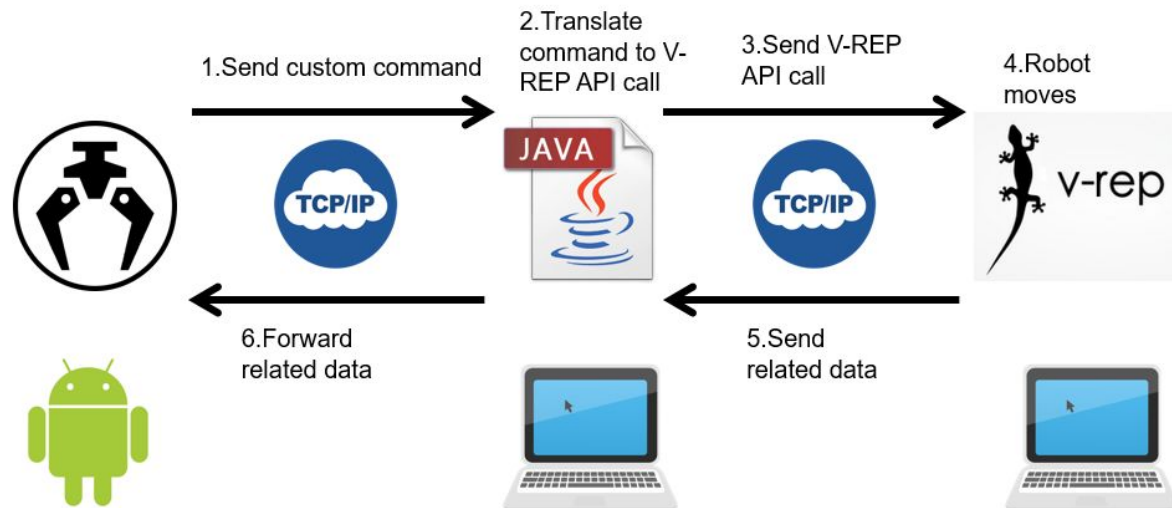 1.Send custom command
2.Translate
command to V-
REP API call
3.Send V-REP
API call
4.Robot
moves
TCP/IP
JAVA
TCP/IP
v-rep
6.Forward
related data
5.Send
related data